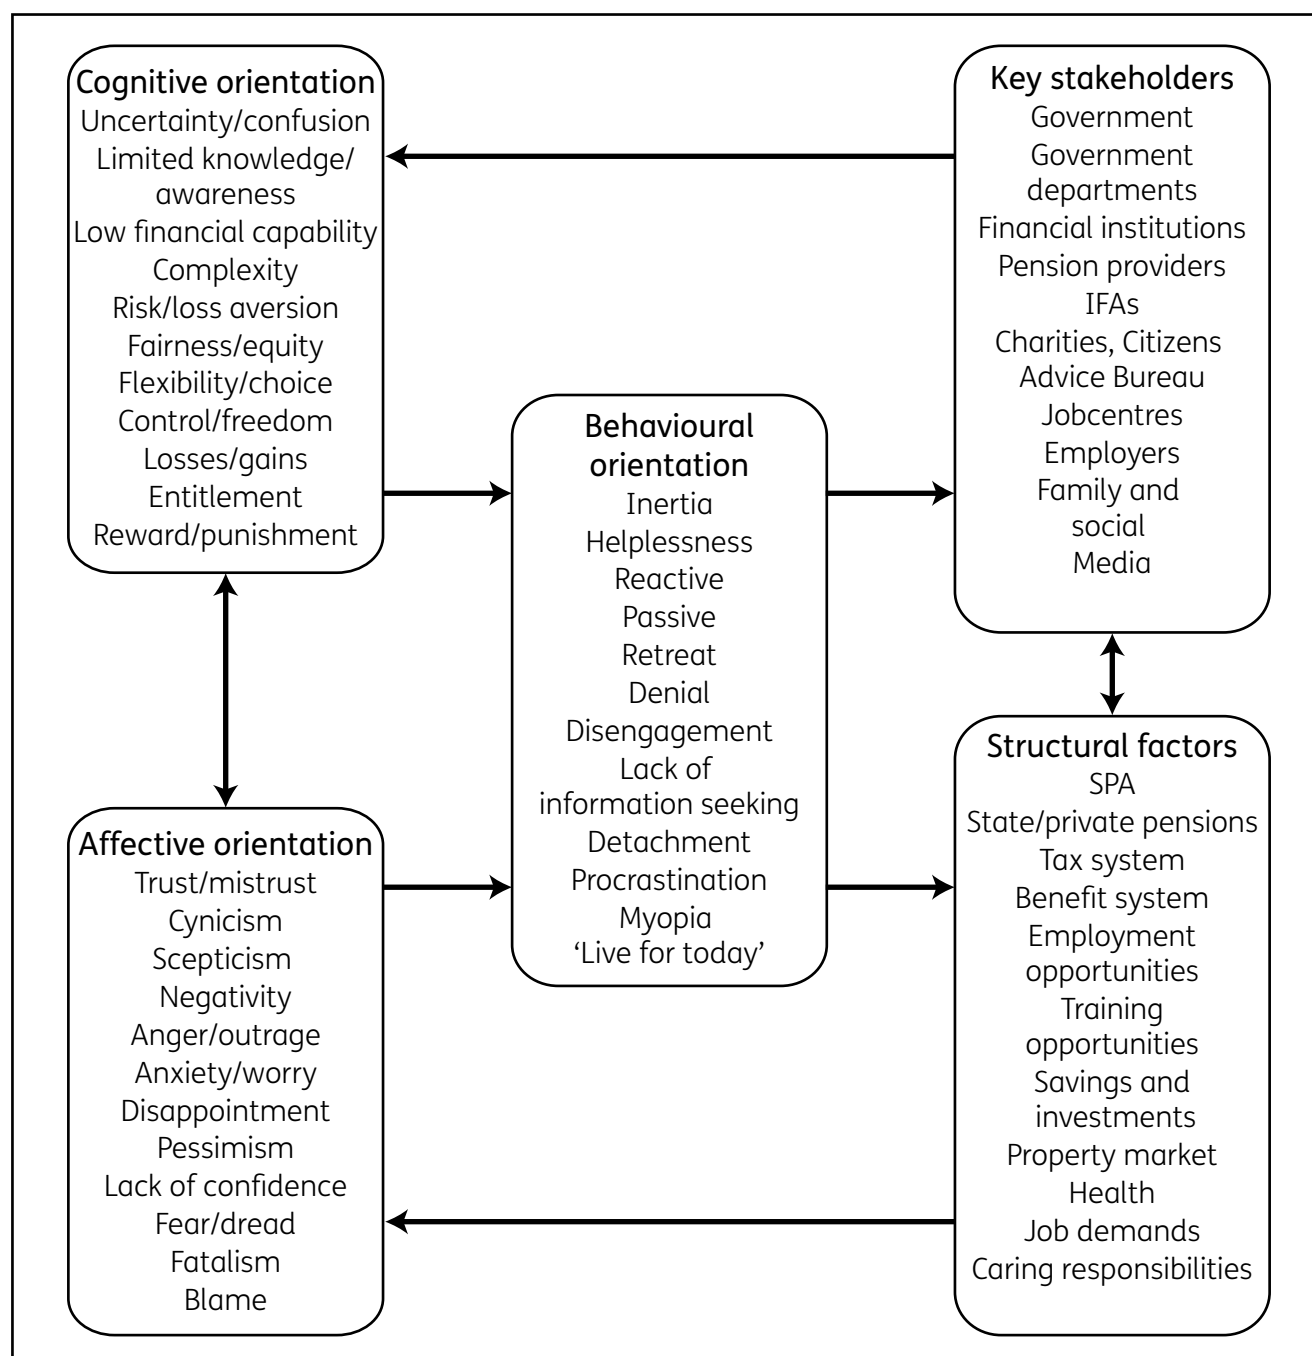 Cognitive orientation
Uncertainty/confusion
Limited knowledge/
awareness
Low financial capability
Complexity
Risk/loss aversion
Fairness/equity
Flexibility/choice
Control/freedom
Losses/gains
Entitlement
Reward/punishment
Affective orientation
Trust/mistrust
Cynicism
Scepticism
Negativity
Anger/outrage
Anxiety/worry
Disappointment
Pessimism
Lack of confidence
Fear/dread
Fatalism
Blame
Behavioural
orientation
Inertia
Helplessness
Reactive
Passive
Retreat
Denial
Disengagement
Lack of
information seeking
Detachment
Procrastination
Myopia
‘Live for today’
Key stakeholders
Government
Government
departments
Financial institutions
Pension providers
IFAs
Charities, Citizens
Advice Bureau
Jobcentres
Employers
Family and
social
Media
Structural factors
SPA
State/private pensions
Tax system
Benefit system
Employment
opportunities
Training
opportunities
Savings and
investments
Property market
Health
Job demands
Caring responsibilities